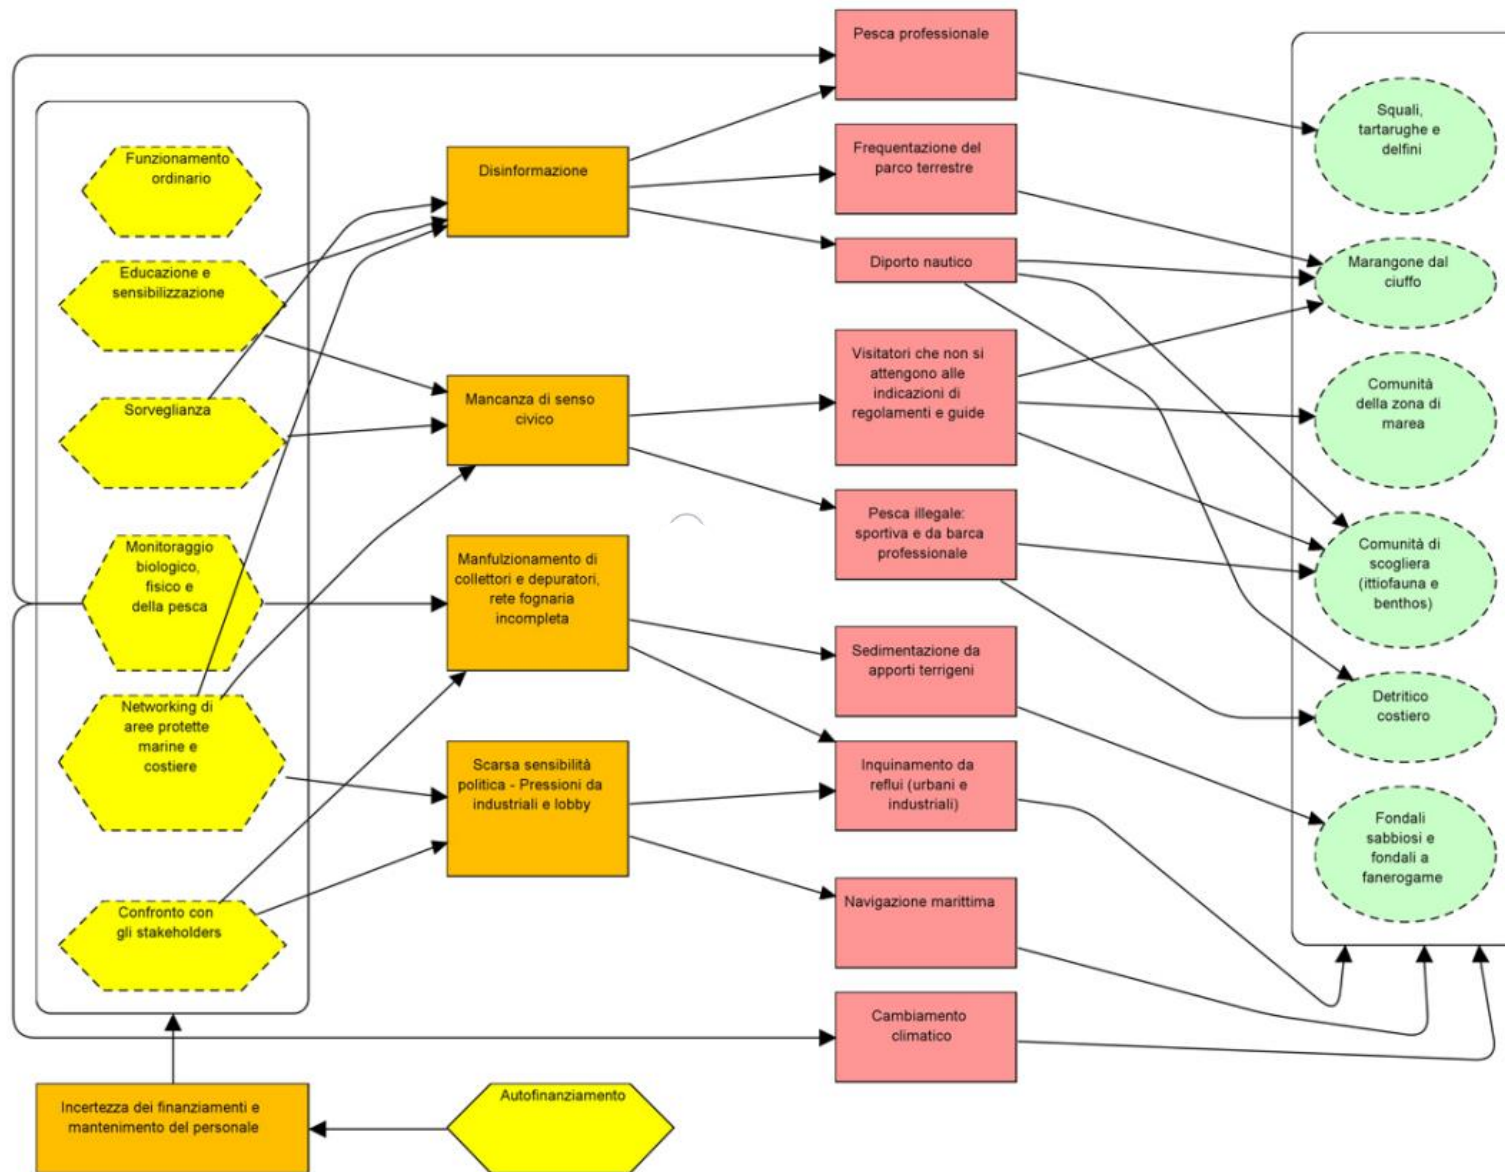 Funzionamento
ordinario
Educazione e
sensibilizzazione
Sorveglianza
Monitoraggio
biologico,
fisico e
della pesca
Networking di
aree protette
marine e
costiere
Confronto con
gli stakeholders
Incertezza dei finanziamenti e
mantenimento del personale
Autofinanziamento
Disinformazione
Mancanza di senso
civico
Manfulzionamento di
collettori e depuratori,
rete fognaria
incompleta
Scarsa sensibilità
politica - Pressioni da
industriali e lobby
Pesca professionale
Frequentazione del
parco terrestre
Diporto nautico
Visitatori che non si
attengono alle
indicazioni di
regolamenti e guide
Pesca illegale:
sportiva e da barca
professionale
Sedimentazione da
apporti terrigeni
Inquinamento da
reflui (urbani e
industriali)
Navigazione marittima
Cambiamento
climatico
Squali,
tartarughe e
delfini
Marangone dal
ciuffo
Comunità
della zona di
marea
Comunità di
scogliera
(ittiofauna e
benthos)
Detritico
costiero
Fondali
sabbiosi e
fondali a
fanerogame